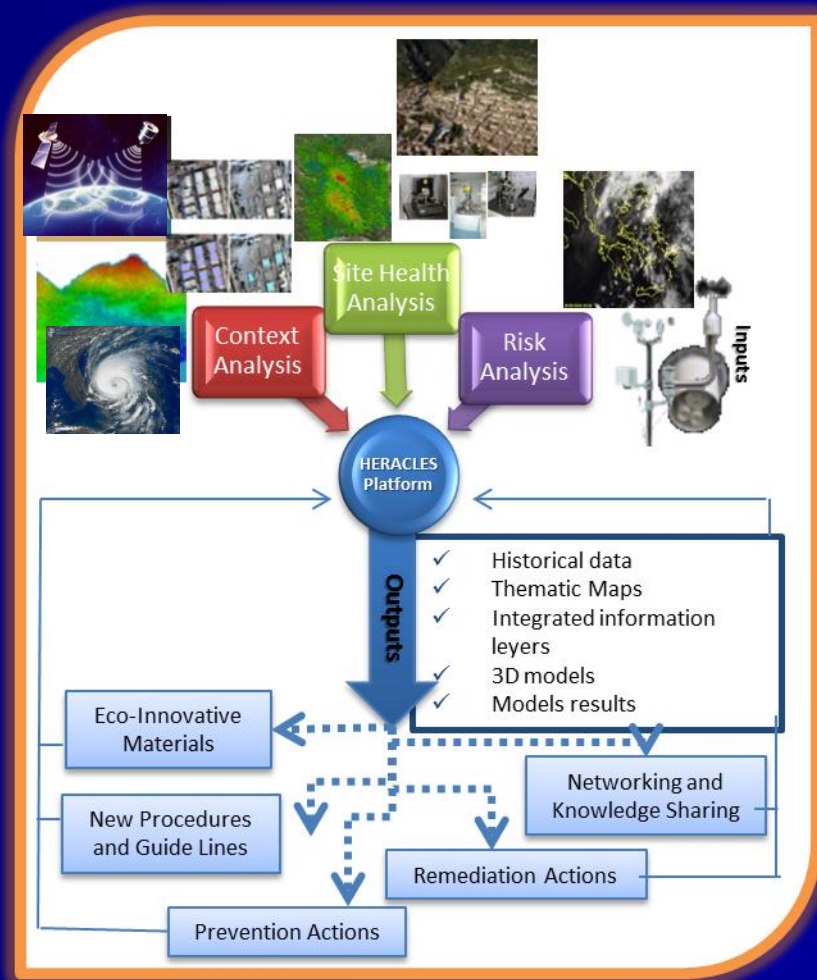 Site Health
Analysis
Context
Analysis
Risk
Analysis
Inputs
HERACLES
Platform
Outputs
✓ Historical data
✓ Thematic Maps
✓ Integrated information
leyers
✓ 3D models
✓ Models results
Eco-Innovative
Materials
Networking and
Knowledge Sharing
New Procedures
and Guide Lines
Remediation Actions
Prevention Actions